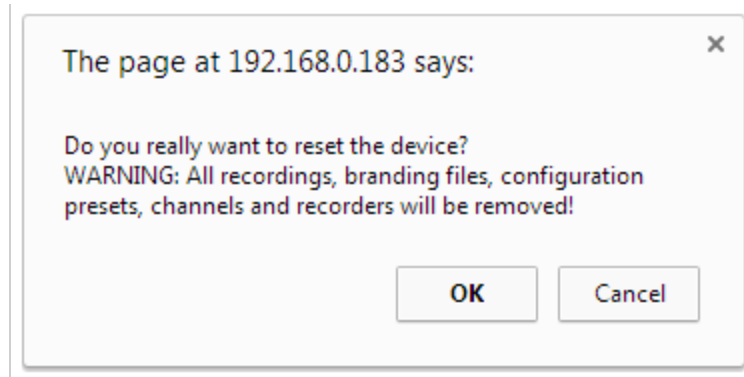 The page at 192.168.0.183 says:
Do you really want to reset the device?
WARNING: All recordings, branding files, configuration
presets, channels and recorders will be removed!
OK Cancel